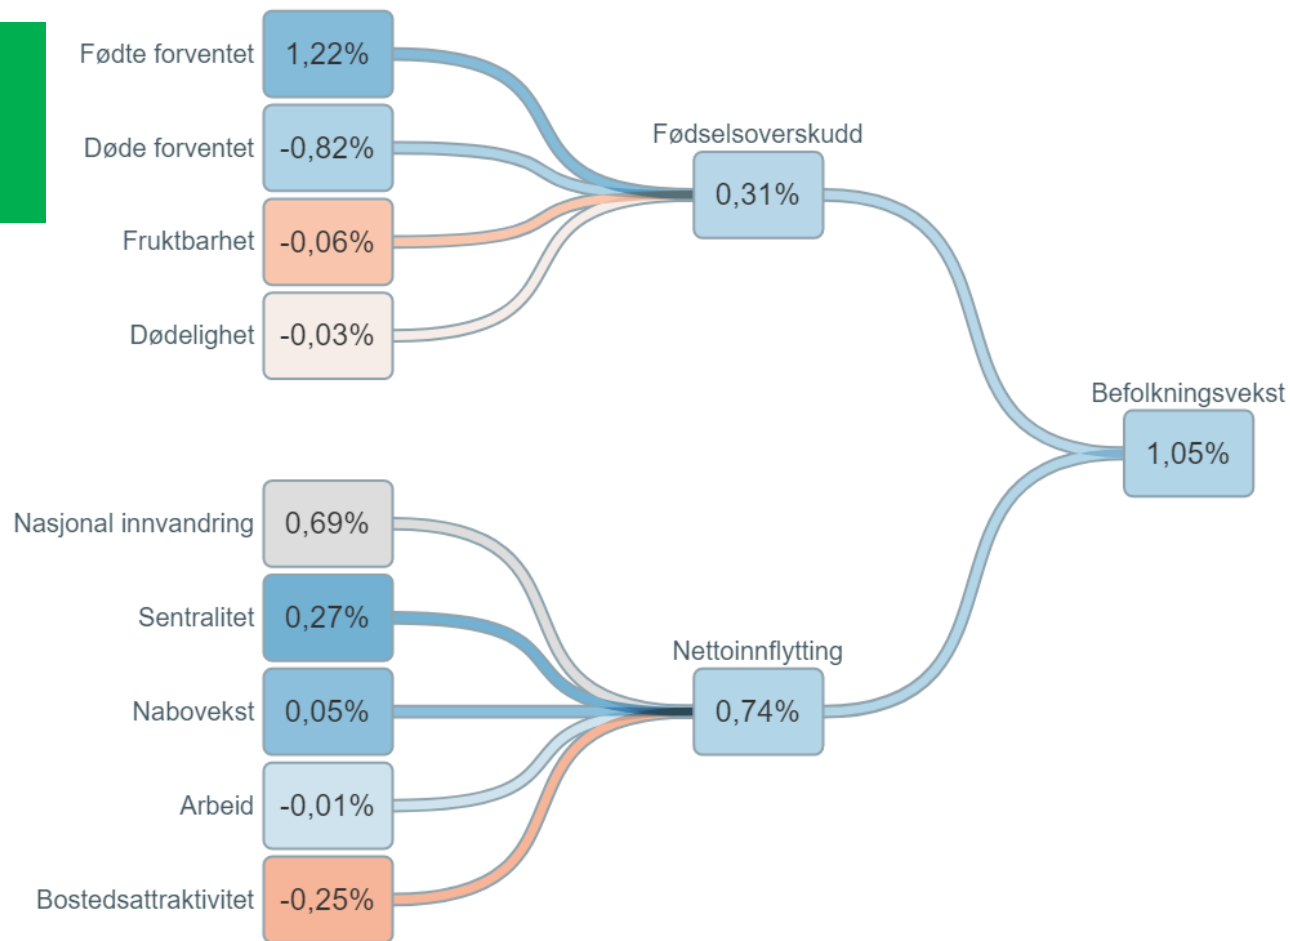 Fødte forventet 1,22%
Døde forventet -0,82%
Fruktbarhet -0,06%
Dødelighet -0,03%
Fødselsoverskudd
0,31%
Befolkningsvekst
1,05%
Nasjonal innvandring 0,69%
Sentralitet 0,27%
Nabovekst 0,05%
Arbeid -0,01%
Bostedsattraktivitet -0,25%
Nettoinnflytting
0,74%